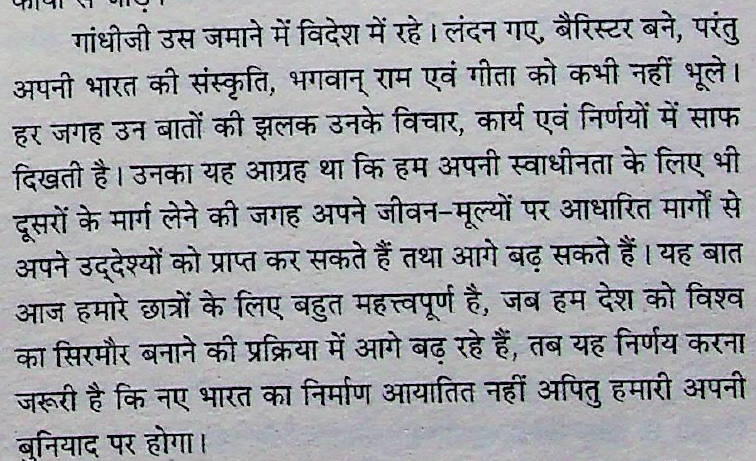 गांधीजी उस जमाने में विदेश में रहे। लंदन गए, बैरिस्टर बने, परंतु
अपनी भारत की संस्कृति, भगवान् राम एवं गीता को कभी नहीं भूले।
हर जगह उन बातों की झलक उनके विचार, कार्य एवं निर्णयों में साफ
दिखती है। उनका यह आग्रह था कि हम अपनी स्वाधीनता के लिए भी
दूसरों के मार्ग लेने की जगह अपने जीवन-मूल्यों पर आधारित मार्गों से
अपने उद्देश्यों को प्राप्त कर सकते हैं तथा आगे बढ़ सकते हैं। यह बात
आज हमारे छात्रों के लिए बहुत महत्त्वपूर्ण है, जब हम देश को विश्व
का सिरमौर बनाने की प्रक्रिया में आगे बढ़ रहे हैं, तब यह निर्णय करना
जरूरी है कि नए भारत का निर्माण आयातित नहीं अपितु हमारी अपनी
बुनियाद पर होगा।